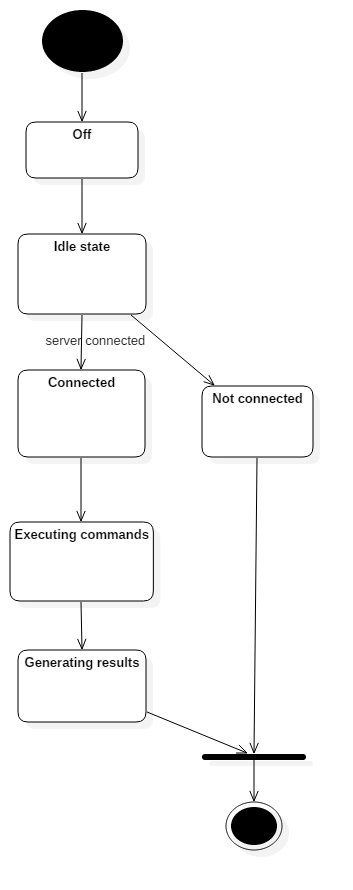 Off
Idle state
server connected
Connected
Not connected
Executing commands
Generating results